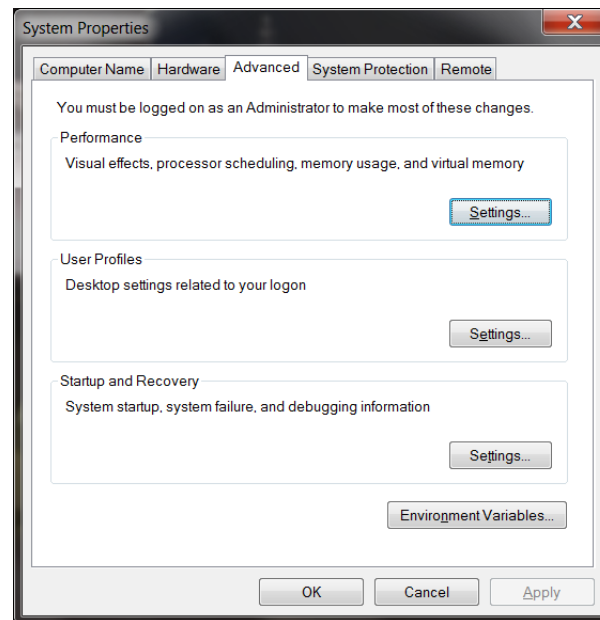 System Properties
Computer Name Hardware Advanced System Protection Remote
You must be logged on as an Administrator to make most of these changes.
Performance
Visual effects, processor scheduling, memory usage, and virtual memory
Settings...
User Profiles
Desktop settings related to your logon
Settings...
Startup and Recovery
System startup, system failure, and debugging information
Settings...
Environment Variables...
OK Cancel Apply